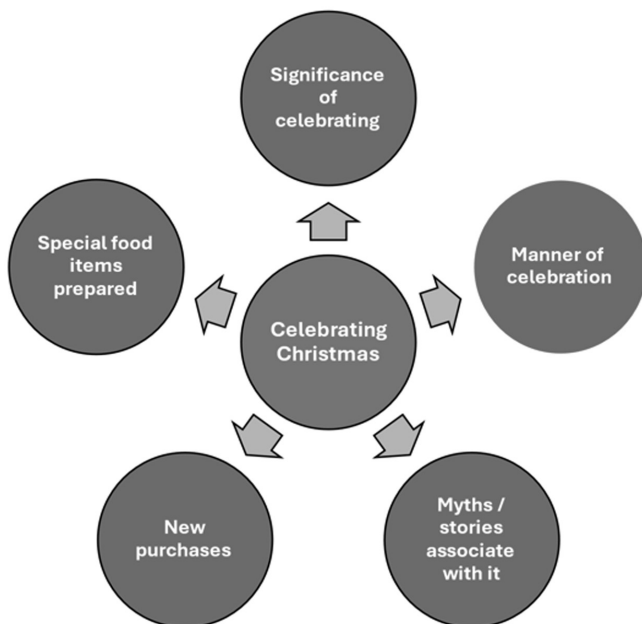 Significance
of
celebrating
Manner of
celebration
Myths /
stories
associate
with it
New
purchases
Special food
items
prepared
Celebrating
Christmas